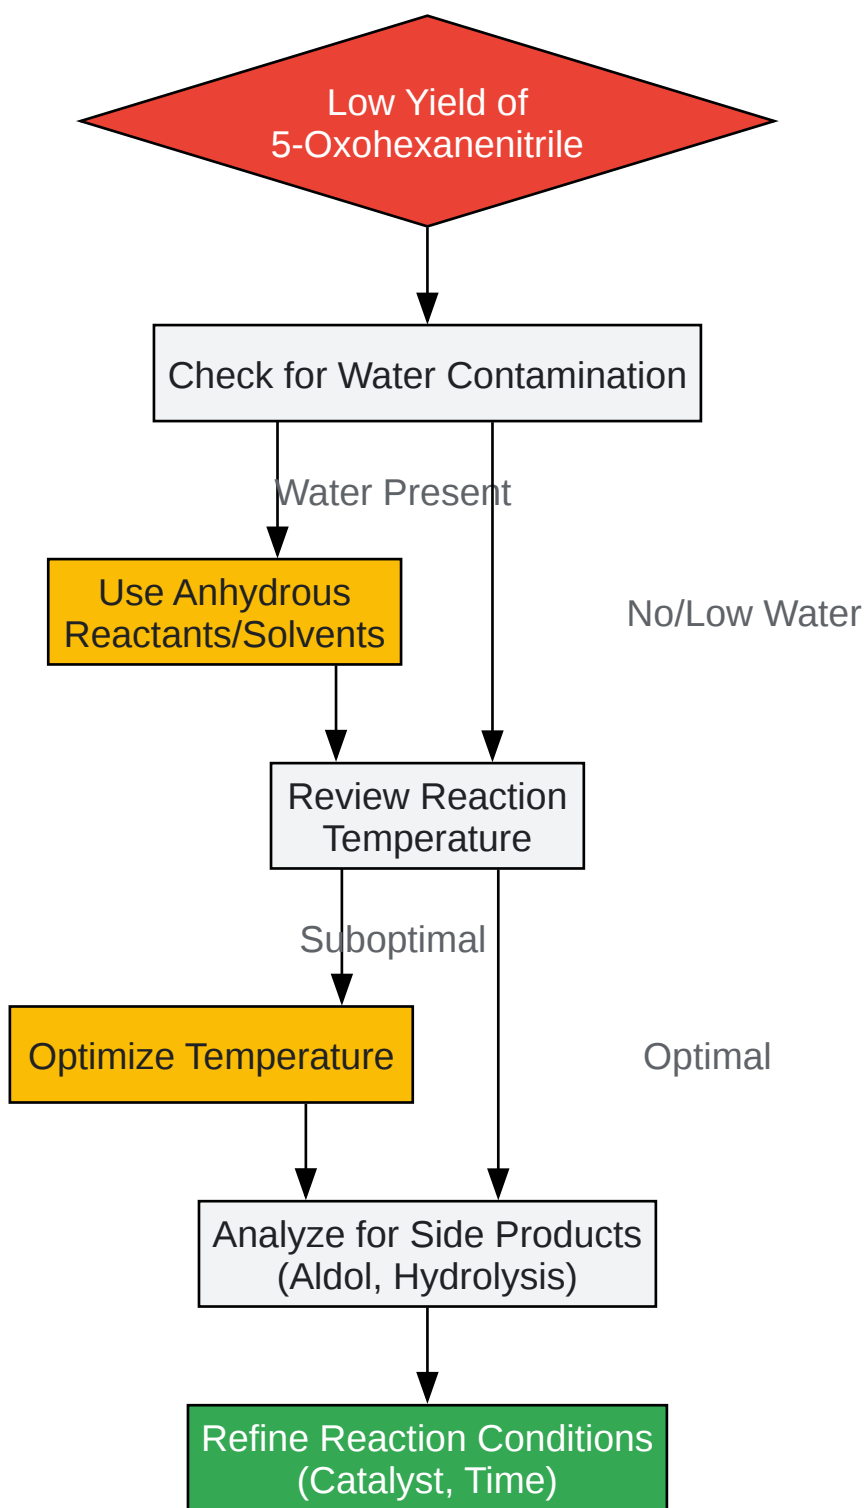 Low Yield of
5-Oxohexanenitrile
Check for Water Contamination
Water Present
Use Anhydrous
Reactants/Solvents
No/Low Water
Review Reaction
Temperature
Suboptimal
Optimize Temperature
Optimal
Analyze for Side Products
(Aldol, Hydrolysis)
Refine Reaction Conditions
(Catalyst, Time)